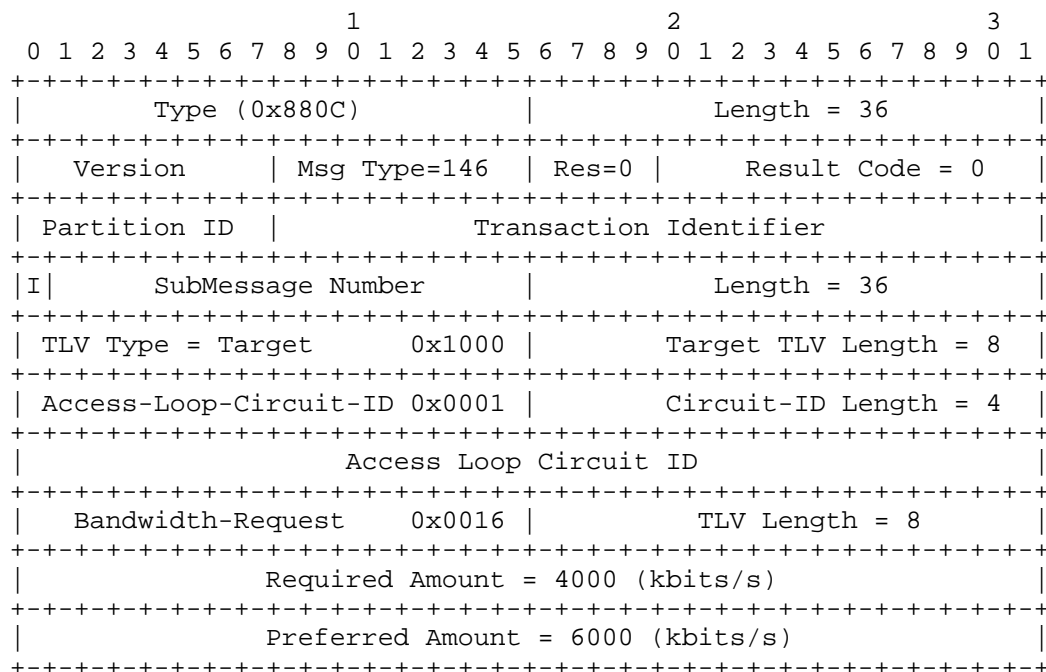 1                   2                   3
 0 1 2 3 4 5 6 7 8 9 0 1 2 3 4 5 6 7 8 9 0 1 2 3 4 5 6 7 8 9 0 1
+-+-+-+-+-+-+-+-+-+-+-+-+-+-+-+-+-+-+-+-+-+-+-+-+-+-+-+-+-+-+-+-+
|        Type (0x880C)          |           Length = 36         |
+-+-+-+-+-+-+-+-+-+-+-+-+-+-+-+-+-+-+-+-+-+-+-+-+-+-+-+-+-+-+-+-+
|   Version     | Msg Type=146  | Res=0 |     Result Code = 0   |
+-+-+-+-+-+-+-+-+-+-+-+-+-+-+-+-+-+-+-+-+-+-+-+-+-+-+-+-+-+-+-+-+
| Partition ID  |            Transaction Identifier             |
+-+-+-+-+-+-+-+-+-+-+-+-+-+-+-+-+-+-+-+-+-+-+-+-+-+-+-+-+-+-+-+-+
|I|      SubMessage Number      |           Length = 36         |
+-+-+-+-+-+-+-+-+-+-+-+-+-+-+-+-+-+-+-+-+-+-+-+-+-+-+-+-+-+-+-+-+
| TLV Type = Target      0x1000 |        Target TLV Length = 8  |
+-+-+-+-+-+-+-+-+-+-+-+-+-+-+-+-+-+-+-+-+-+-+-+-+-+-+-+-+-+-+-+-+
| Access-Loop-Circuit-ID 0x0001 |        Circuit-ID Length = 4  |
+-+-+-+-+-+-+-+-+-+-+-+-+-+-+-+-+-+-+-+-+-+-+-+-+-+-+-+-+-+-+-+-+
|                    Access Loop Circuit ID                     |
+-+-+-+-+-+-+-+-+-+-+-+-+-+-+-+-+-+-+-+-+-+-+-+-+-+-+-+-+-+-+-+-+
|   Bandwidth-Request    0x0016 |          TLV Length = 8       |
+-+-+-+-+-+-+-+-+-+-+-+-+-+-+-+-+-+-+-+-+-+-+-+-+-+-+-+-+-+-+-+-+
|               Required Amount = 4000 (kbits/s)                |
+-+-+-+-+-+-+-+-+-+-+-+-+-+-+-+-+-+-+-+-+-+-+-+-+-+-+-+-+-+-+-+-+
|               Preferred Amount = 6000 (kbits/s)               |
+-+-+-+-+-+-+-+-+-+-+-+-+-+-+-+-+-+-+-+-+-+-+-+-+-+-+-+-+-+-+-+-+